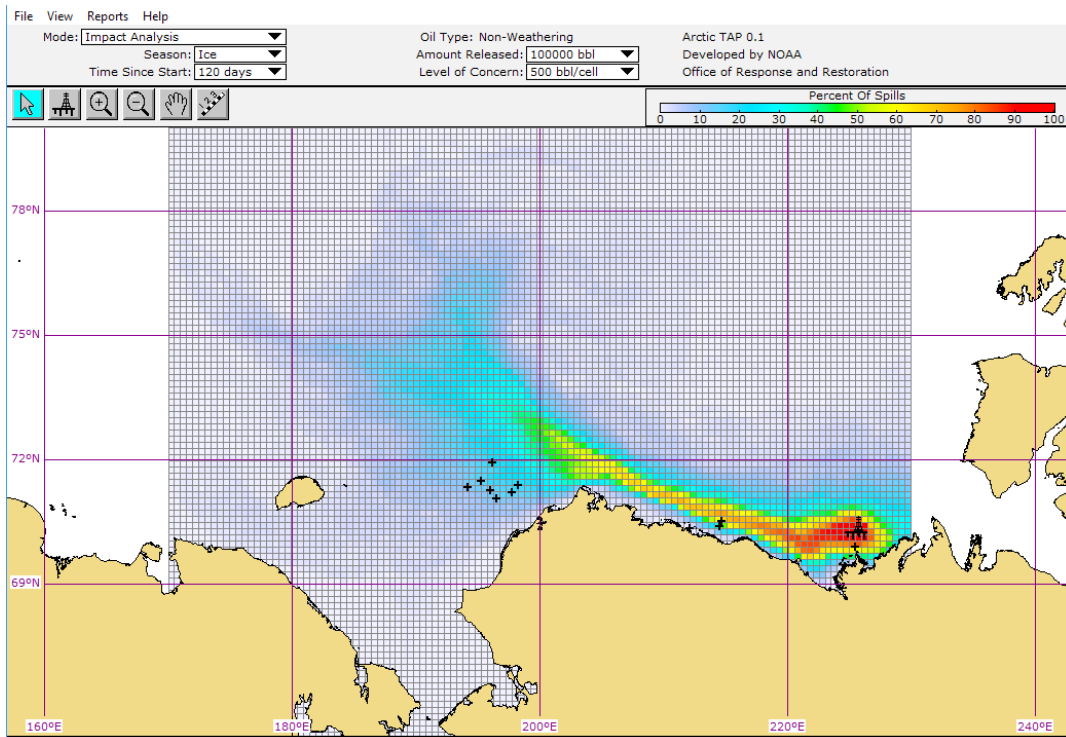 File View Reports Help
Mode: Impact Analysis
Oil Type: Non-Weathering
Arctic TAP 0.1
Season: Ice
Amount Released: 100000 bbl
Developed by NOAA
Time Since Start: 120 days
Level of Concern: 500 bbl/cell
Office of Response and Restoration
1 2 3
Percent Of Spills
0 10 20 30 40 50 60 70 80 90 100
78ºN
75ºN
72ºN
69ºN
160ºE 180ºE 200ºE 220ºE 240ºE